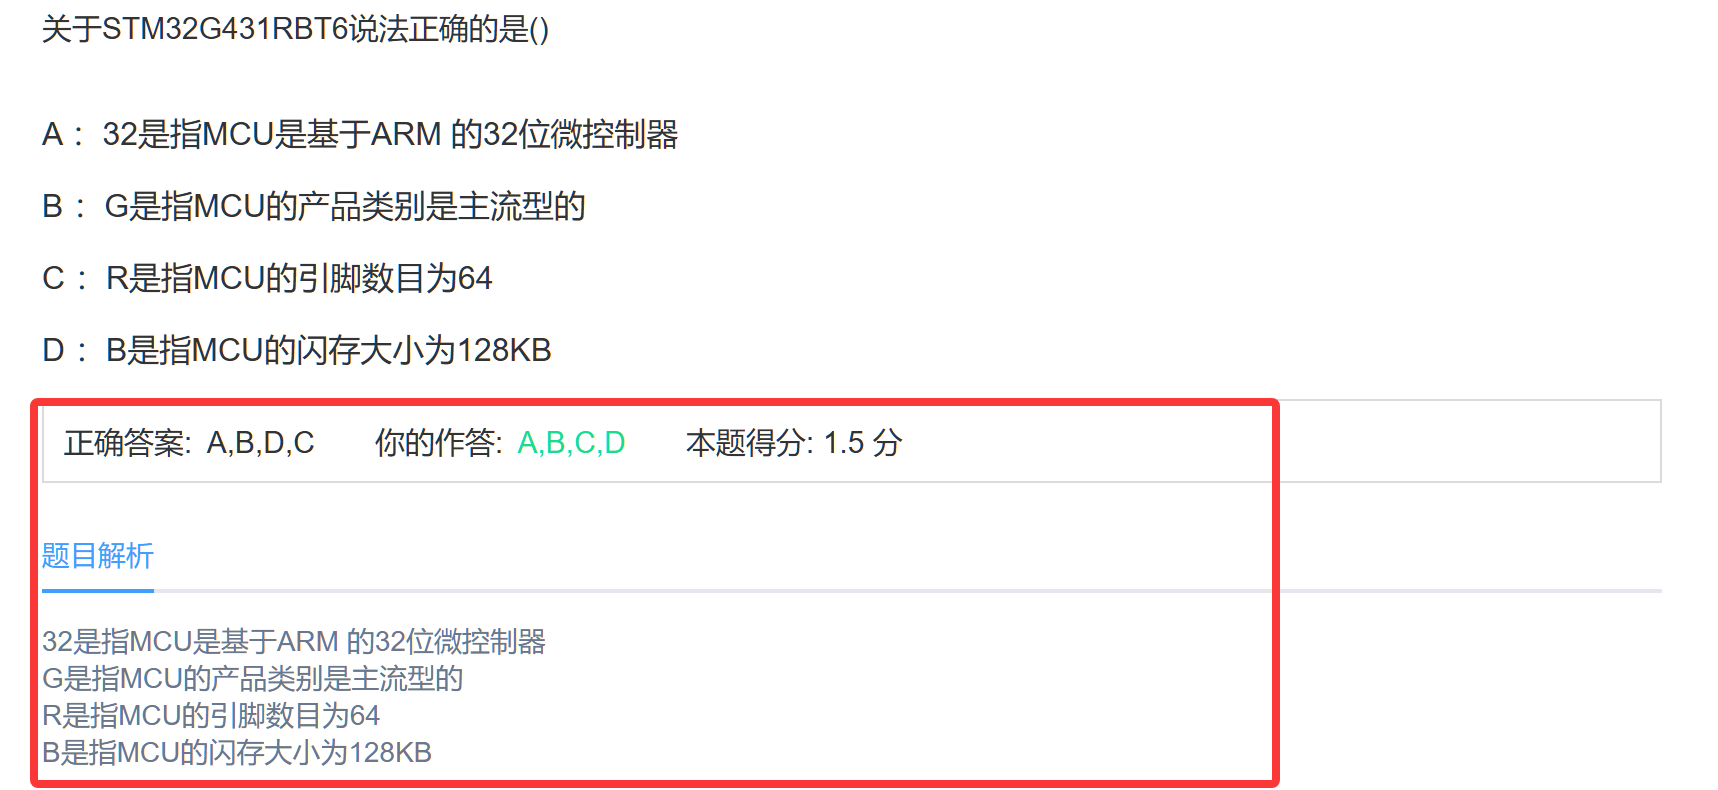 关于STM32G431RBT6说法正确的是()
A： 32是指MCU是基于ARM 的32位微控制器
B： G是指MCU的产品类别是主流型的
C： R是指MCU的引脚数目为64
D： B是指MCU的闪存大小为128KB
正确答案: A,B,D,C 你的作答: A,B,C,D 本题得分: 1.5 分
题目解析
32是指MCU是基于ARM 的32位微控制器
G是指MCU的产品类别是主流型的
R是指MCU的引脚数目为64
B是指MCU的闪存大小为128KB